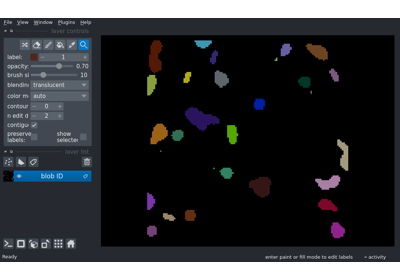 File View Window Plugins Help
layer controls
label: 1
opacity: 0.70
brush si 10
blending translucent
color m auto
contour 0
n edit d 2
contigu
preserve labels: show selected
layer list
blob ID
Ready
enter paint or fill mode to edit labels
activity